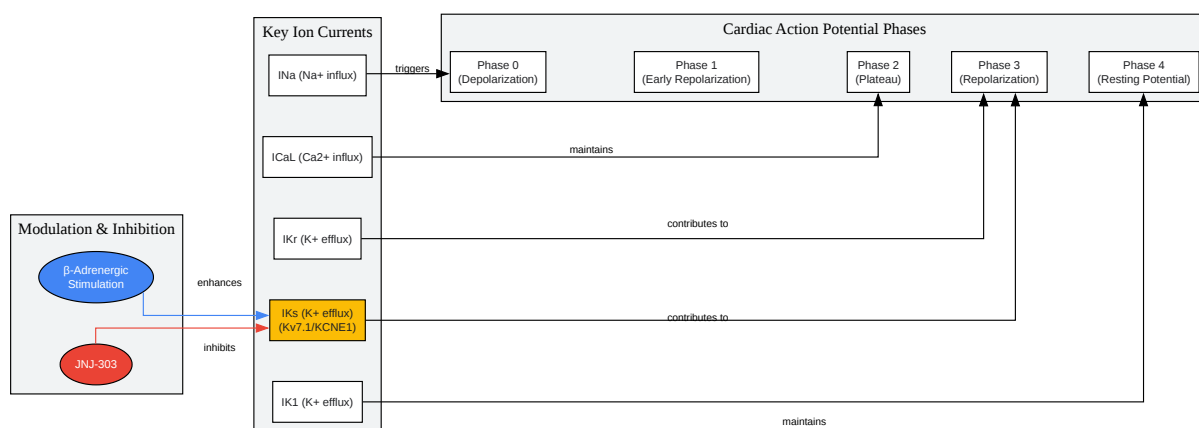 Key Ion Currents
Cardiac Action Potential Phases
INa (Na+ influx)
triggers
Phase 0
(Depolarization)
Phase 1
(Early Repolarization)
Phase 2
(Plateau)
Phase 3
(Repolarization)
Phase 4
(Resting Potential)
ICaL (Ca2+ influx)
maintains
Modulation & Inhibition
IKr (K+ efflux)
contributes to
β-Adrenergic
Stimulation
enhances
IKs (K+ efflux)
(Kv7.1/KCNE1)
contributes to
inhibits
JNJ-303
IK1 (K+ efflux)
maintains